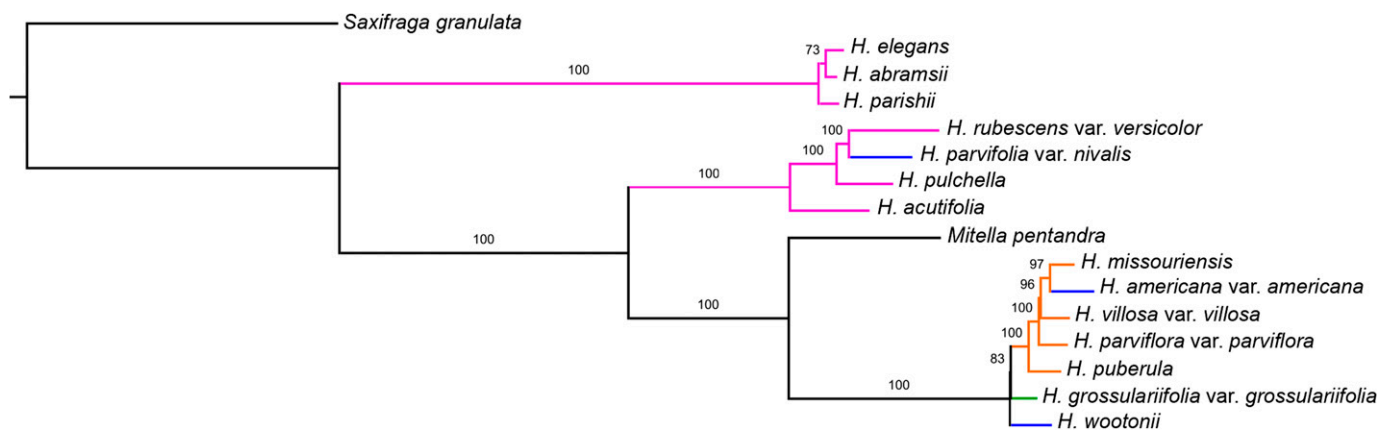 Saxifraga granulata
73
H. elegans
100
H. abramsii
H. parishii
100
H. rubescens var. versicolor
100
H. parvifolia var. nivalis
100
H. pulchella
H. acutifolia
100
Mitella pentandra
97
H. missouriensis
96
H. americana var. americana
100
H. villosa var. villosa
100
100
H. parviflora var. parviflora
83
H. puberula
100
H. grossulariifolia var. grossulariifolia
H. wootonii